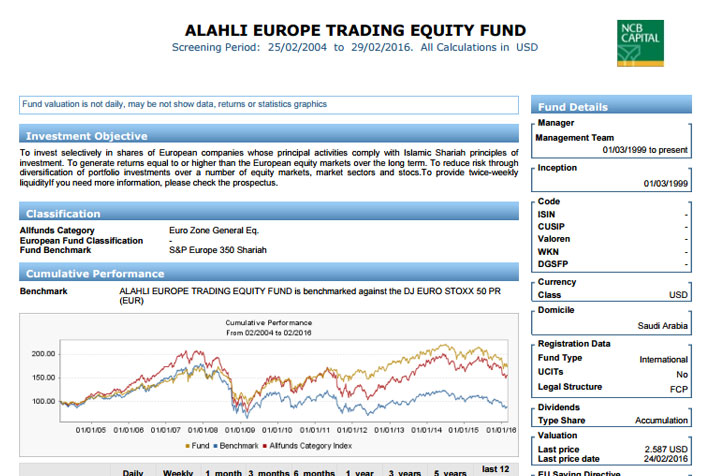 ALAHLI EUROPE TRADING EQUITY FUND
Screening Period: 25/02/2004 to 29/02/2016. All Calculations in USD
NCB
CAPITAL
Fund valuation is not daily, may be not show data, returns or statistics graphics
Investment Objective
To invest selectively in shares of European companies whose principal activities comply with Islamic Shariah principles of
investment. To generate returns equal to or higher than the European equity markets over the long term. To reduce risk through
diversification of portfolio investments over a number of equity markets, market sectors and stocs.To provide twice-weekly
liquidityIf you need more information, please check the prospectus.
Classification
Allfunds Category Euro Zone General Eq.
European Fund Classification -
Fund Benchmark S&P Europe 350 Shariah
Cumulative Performance
Benchmark ALAHLI EUROPE TRADING EQUITY FUND is benchmarked against the DJ EURO STOXX 50 PR
(EUR)
Cumulative Performance
From 02/2004 to 02/2016
200.00
150.00
100.00
01/01/05 01/01/06 01/01/07 01/01/08 01/01/09 01/01/10 01/01/11 01/01/12 01/01/13 01/01/14 01/01/15 01/01/16
Fund Benchmark Allfunds Category Index
Daily Weekly 1 month 3 months 6 months 1 year 3 years 5 years last 12
Fund Details
Manager
Management Team
01/03/1999 to present
Inception
01/03/1999
Code
ISIN -
CUSIP -
Valoren -
WKN -
DGSFP -
Currency
Class USD
Domicile
Saudi Arabia
Registration Data
Fund Type International
UCITs No
Legal Structure FCP
Dividends
Type Share Accumulation
Valuation
Last price 2.587 USD
Last price date 24/02/2016
EU Saving Directive